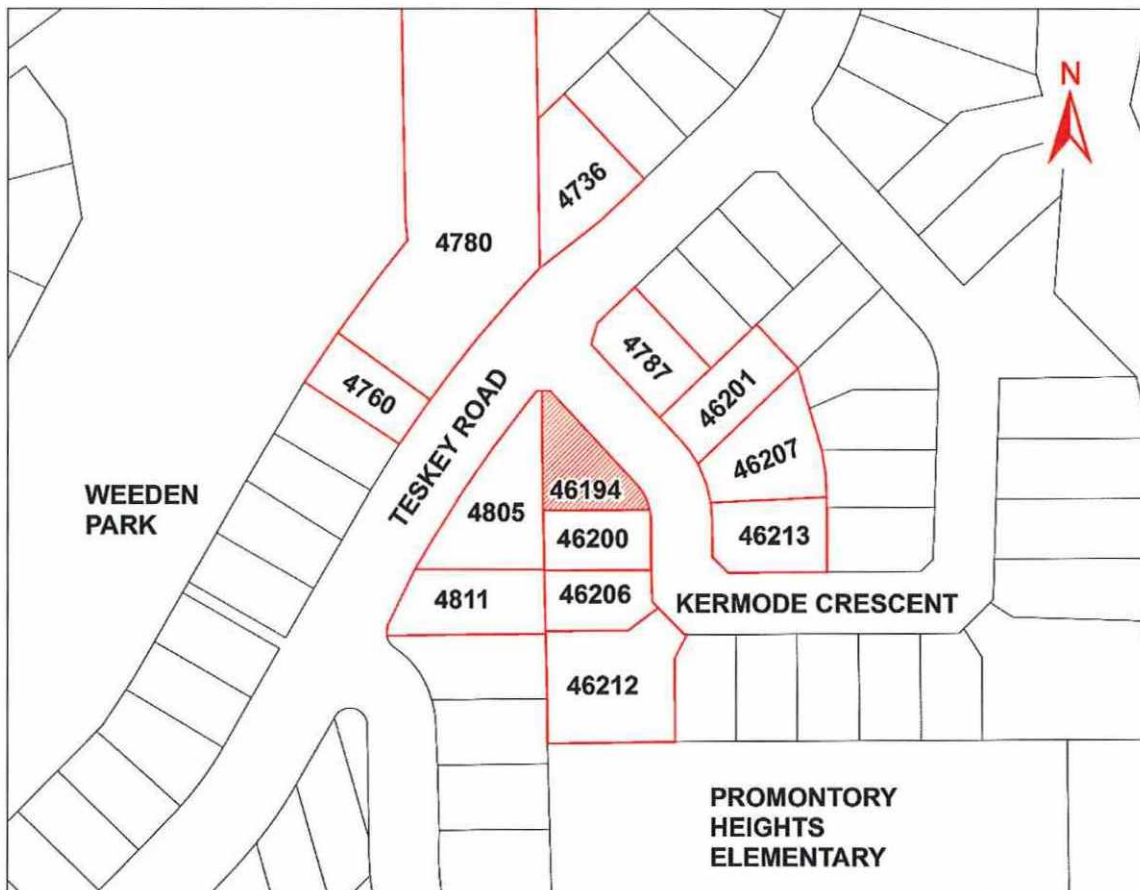 N
4736
4780
4787
4760
46201
TESKEY ROAD
46207
46194
WEEDEN
PARK
4805
46200
46213
4811
46206
KERMODE CRESCENT
46212
PROMONTORY
HEIGHTS
ELEMENTARY